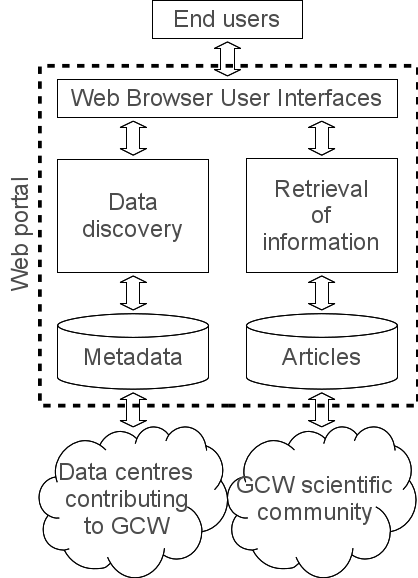 End users
Web Browser User Interfaces
Web portal
Data
discovery
Retrieval
of
information
Metadata
Articles
Data centres
contributing
to GCW
GCW scientific
community